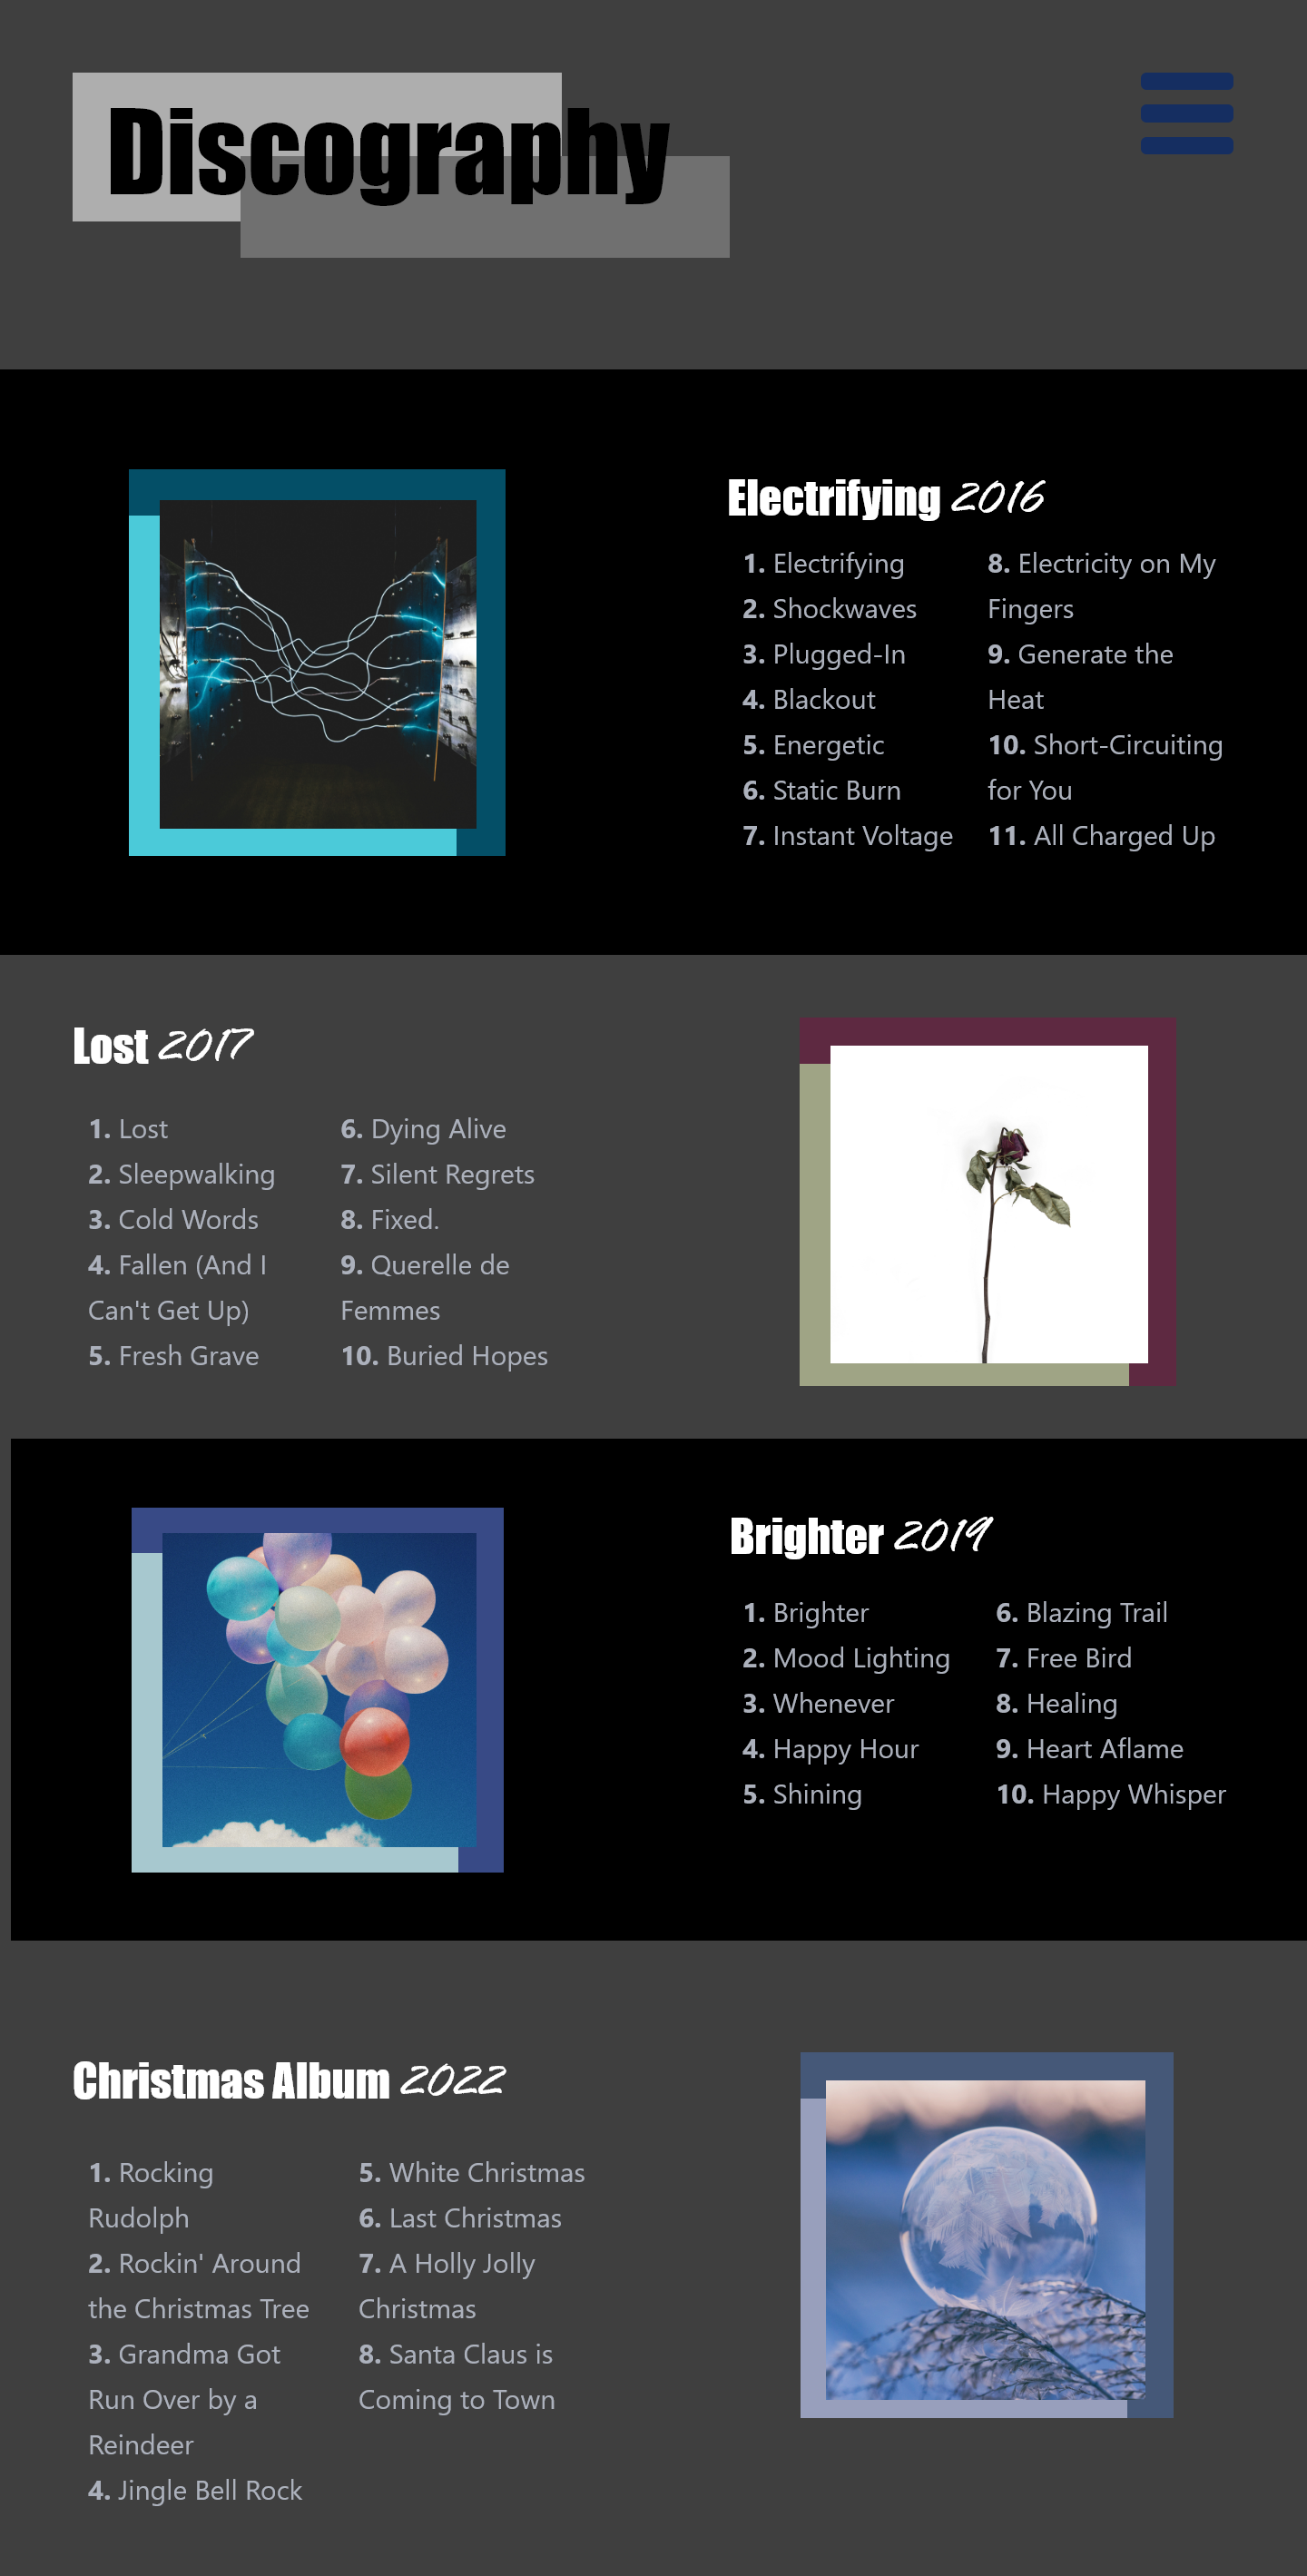 Discography
Electrifying 2016
1. Electrifying
2. Shockwaves
3. Plugged-In
4. Blackout
5. Energetic
6. Static Burn
7. Instant Voltage
8. Electricity on My
Fingers
9. Generate the
Heat
10. Short-Circuiting
for You
11. All Charged Up
Lost 2017
1. Lost
2. Sleepwalking
3. Cold Words
4. Fallen (And I
Can't Get Up)
5. Fresh Grave
6. Dying Alive
7. Silent Regrets
8. Fixed.
9. Querelle de
Femmes
10. Buried Hopes
Brighter 2019
1. Brighter
2. Mood Lighting
3. Whenever
4. Happy Hour
5. Shining
6. Blazing Trail
7. Free Bird
8. Healing
9. Heart Aflame
10. Happy Whisper
Christmas Album 2022
1. Rocking
Rudolph
2. Rockin' Around
the Christmas Tree
3. Grandma Got
Run Over by a
Reindeer
4. Jingle Bell Rock
5. White Christmas
6. Last Christmas
7. A Holly Jolly
Christmas
8. Santa Claus is
Coming to Town